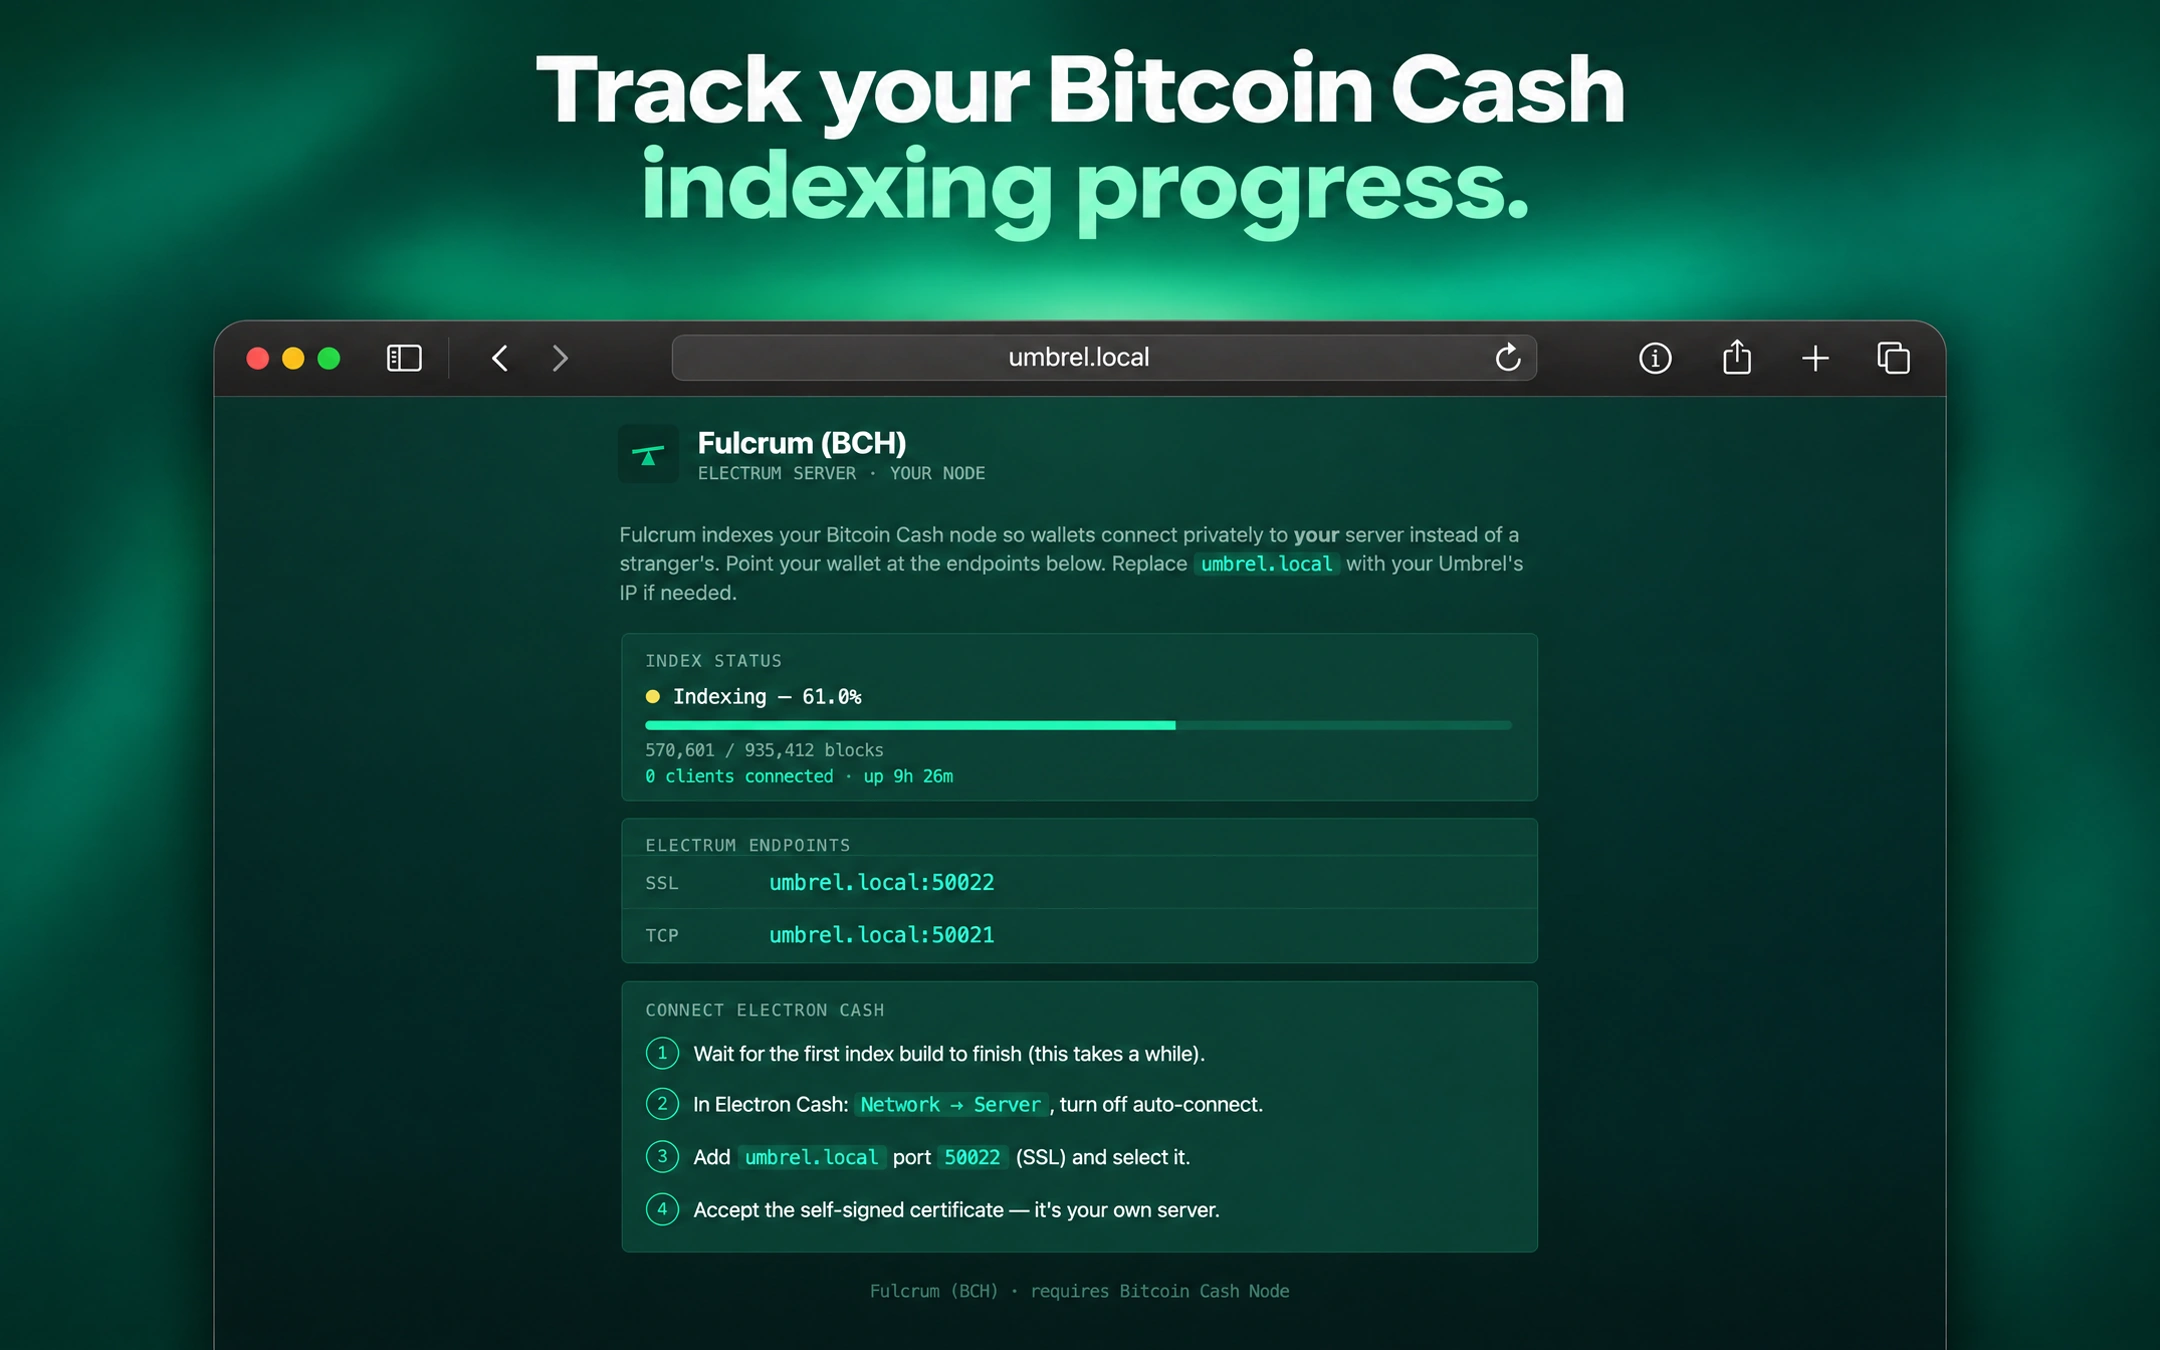 Track your Bitcoin Cash
indexing progress.
umbrel.local
Fulcrum (BCH)
ELECTRUM SERVER · YOUR NODE
Fulcrum indexes your Bitcoin Cash node so wallets connect privately to your server instead of a
stranger's. Point your wallet at the endpoints below. Replace umbrel.local with your Umbrel's
IP if needed.
INDEX STATUS
Indexing — 61.0%
570,601 / 935,412 blocks
0 clients connected · up 9h 26m
ELECTRUM ENDPOINTS
SSL umbrel.local:50022
TCP umbrel.local:50021
CONNECT ELECTRON CASH
1 Wait for the first index build to finish (this takes a while).
2 In Electron Cash: Network → Server, turn off auto-connect.
3 Add umbrel.local port 50022 (SSL) and select it.
4 Accept the self-signed certificate — it's your own server.
Fulcrum (BCH) · requires Bitcoin Cash Node